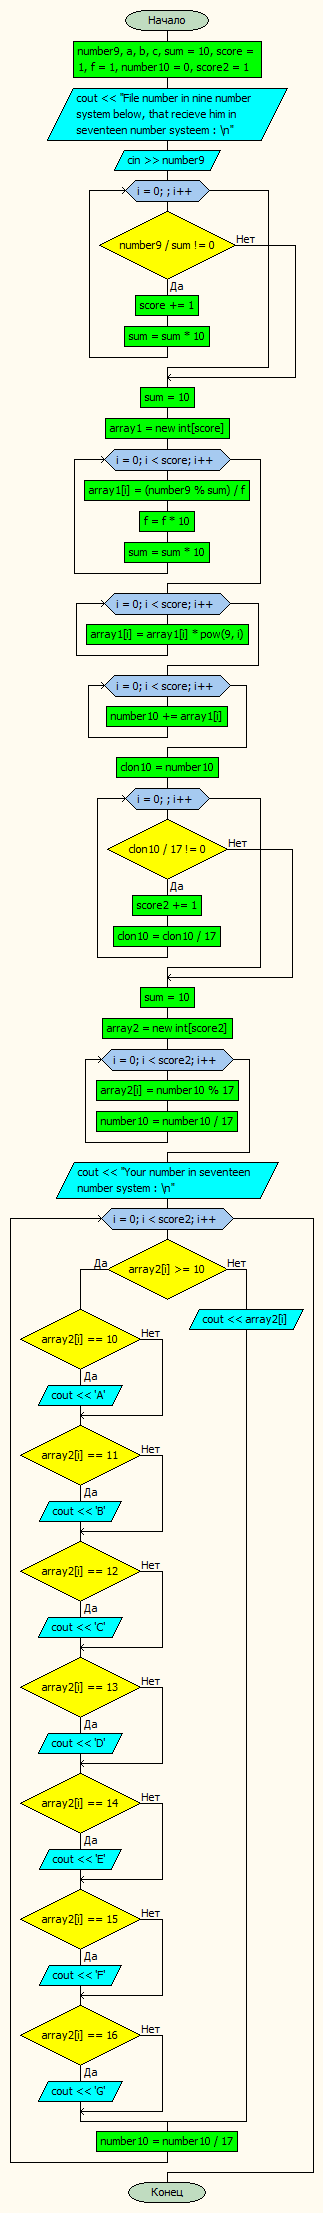 Начало
number9, a, b, c, sum = 10, score =
1, f = 1, number10 = 0, score2 = 1
cout << "File number in nine number
system below, that recieve him in
seventeen number systeem : \n"
cin >> number9
i = 0; ; i++
number9 / sum != 0
Нет
Да
score += 1
sum = sum * 10
sum = 10
array1 = new int[score]
i = 0; i < score; i++
array1[i] = (number9 % sum) / f
f = f * 10
sum = sum * 10
i = 0; i < score; i++
array1[i] = array1[i] * pow(9, i)
i = 0; i < score; i++
number10 += array1[i]
clon10 = number10
i = 0; ; i++
clon10 / 17 != 0
Нет
Да
score2 += 1
clon10 = clon10 / 17
sum = 10
array2 = new int[score2]
i = 0; i < score2; i++
array2[i] = number10 % 17
number10 = number10 / 17
cout << "Your number in seventeen
number system : \n"
i = 0; i < score2; i++
Да
array2[i] >= 10
Нет
cout << array2[i]
array2[i] == 10
Нет
Да
cout << 'A'
array2[i] == 11
Нет
Да
cout << 'B'
array2[i] == 12
Нет
Да
cout << 'C'
array2[i] == 13
Нет
Да
cout << 'D'
array2[i] == 14
Нет
Да
cout << 'E'
array2[i] == 15
Нет
Да
cout << 'F'
array2[i] == 16
Нет
Да
cout << 'G'
number10 = number10 / 17
Конец